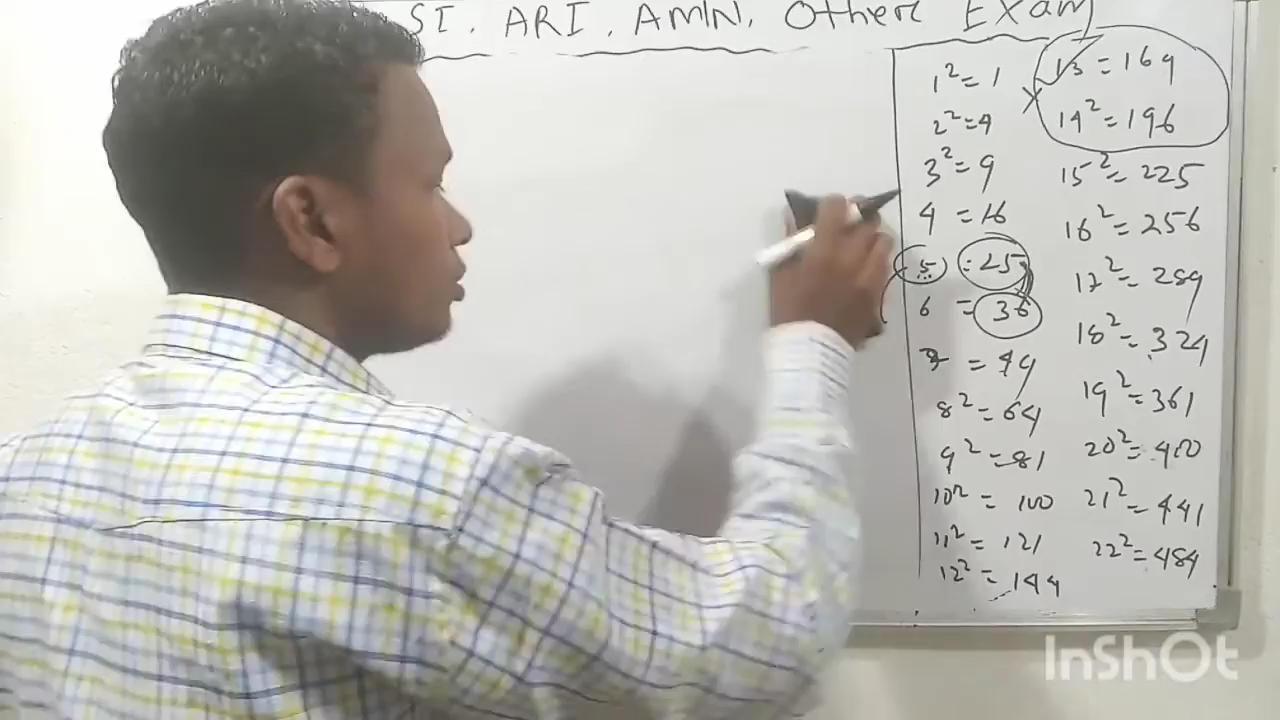 SI, ARI, AMIN, Other Exam
1² = 1
2² = 4
3² = 9
4 = 16
5 = 25
6 = 36
7 = 49
8² = 64
9² = 81
10² = 100
11² = 121
12² = 144
13 = 169
14² = 196
15² = 225
16² = 256
17² = 289
18² = 324
19² = 361
20² = 400
21² = 441
22² = 484
InShOt